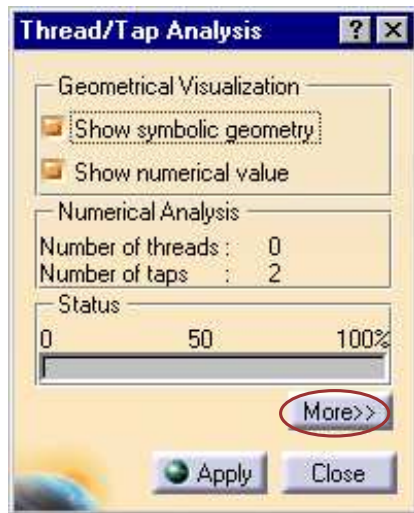 Thread/Tap Analysis ? ×
Geometrical Visualization
Show symbolic geometry
Show numerical value
Numerical Analysis
Number of threads : 0
Number of taps : 2
Status
0 50 100%
More>>
Apply Close